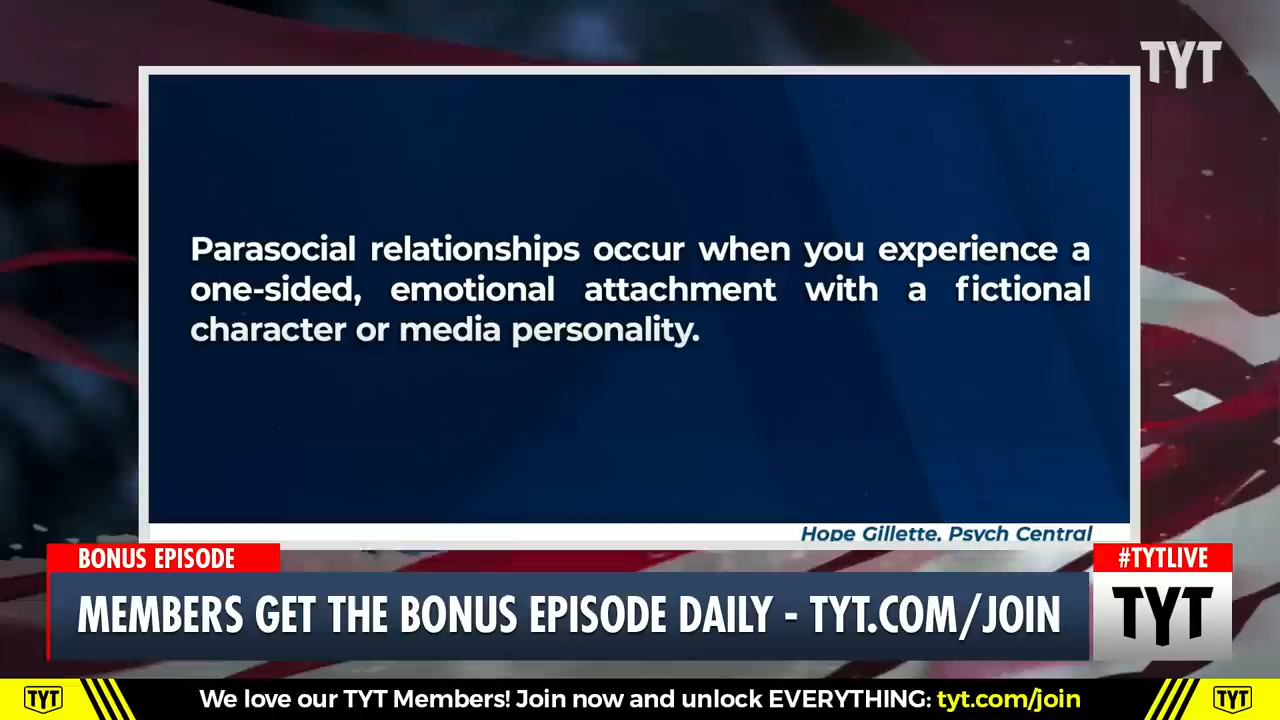 TYT
Parasocial relationships occur when you experience a
one-sided, emotional attachment with a fictional
character or media personality.
Hope Gillette, Psych Central
BONUS EPISODE
#TYTLIVE
MEMBERS GET THE BONUS EPISODE DAILY - TYT.COM/JOIN
TYT
TYT
We love our TYT Members! Join now and unlock EVERYTHING: tyt.com/join
TYT